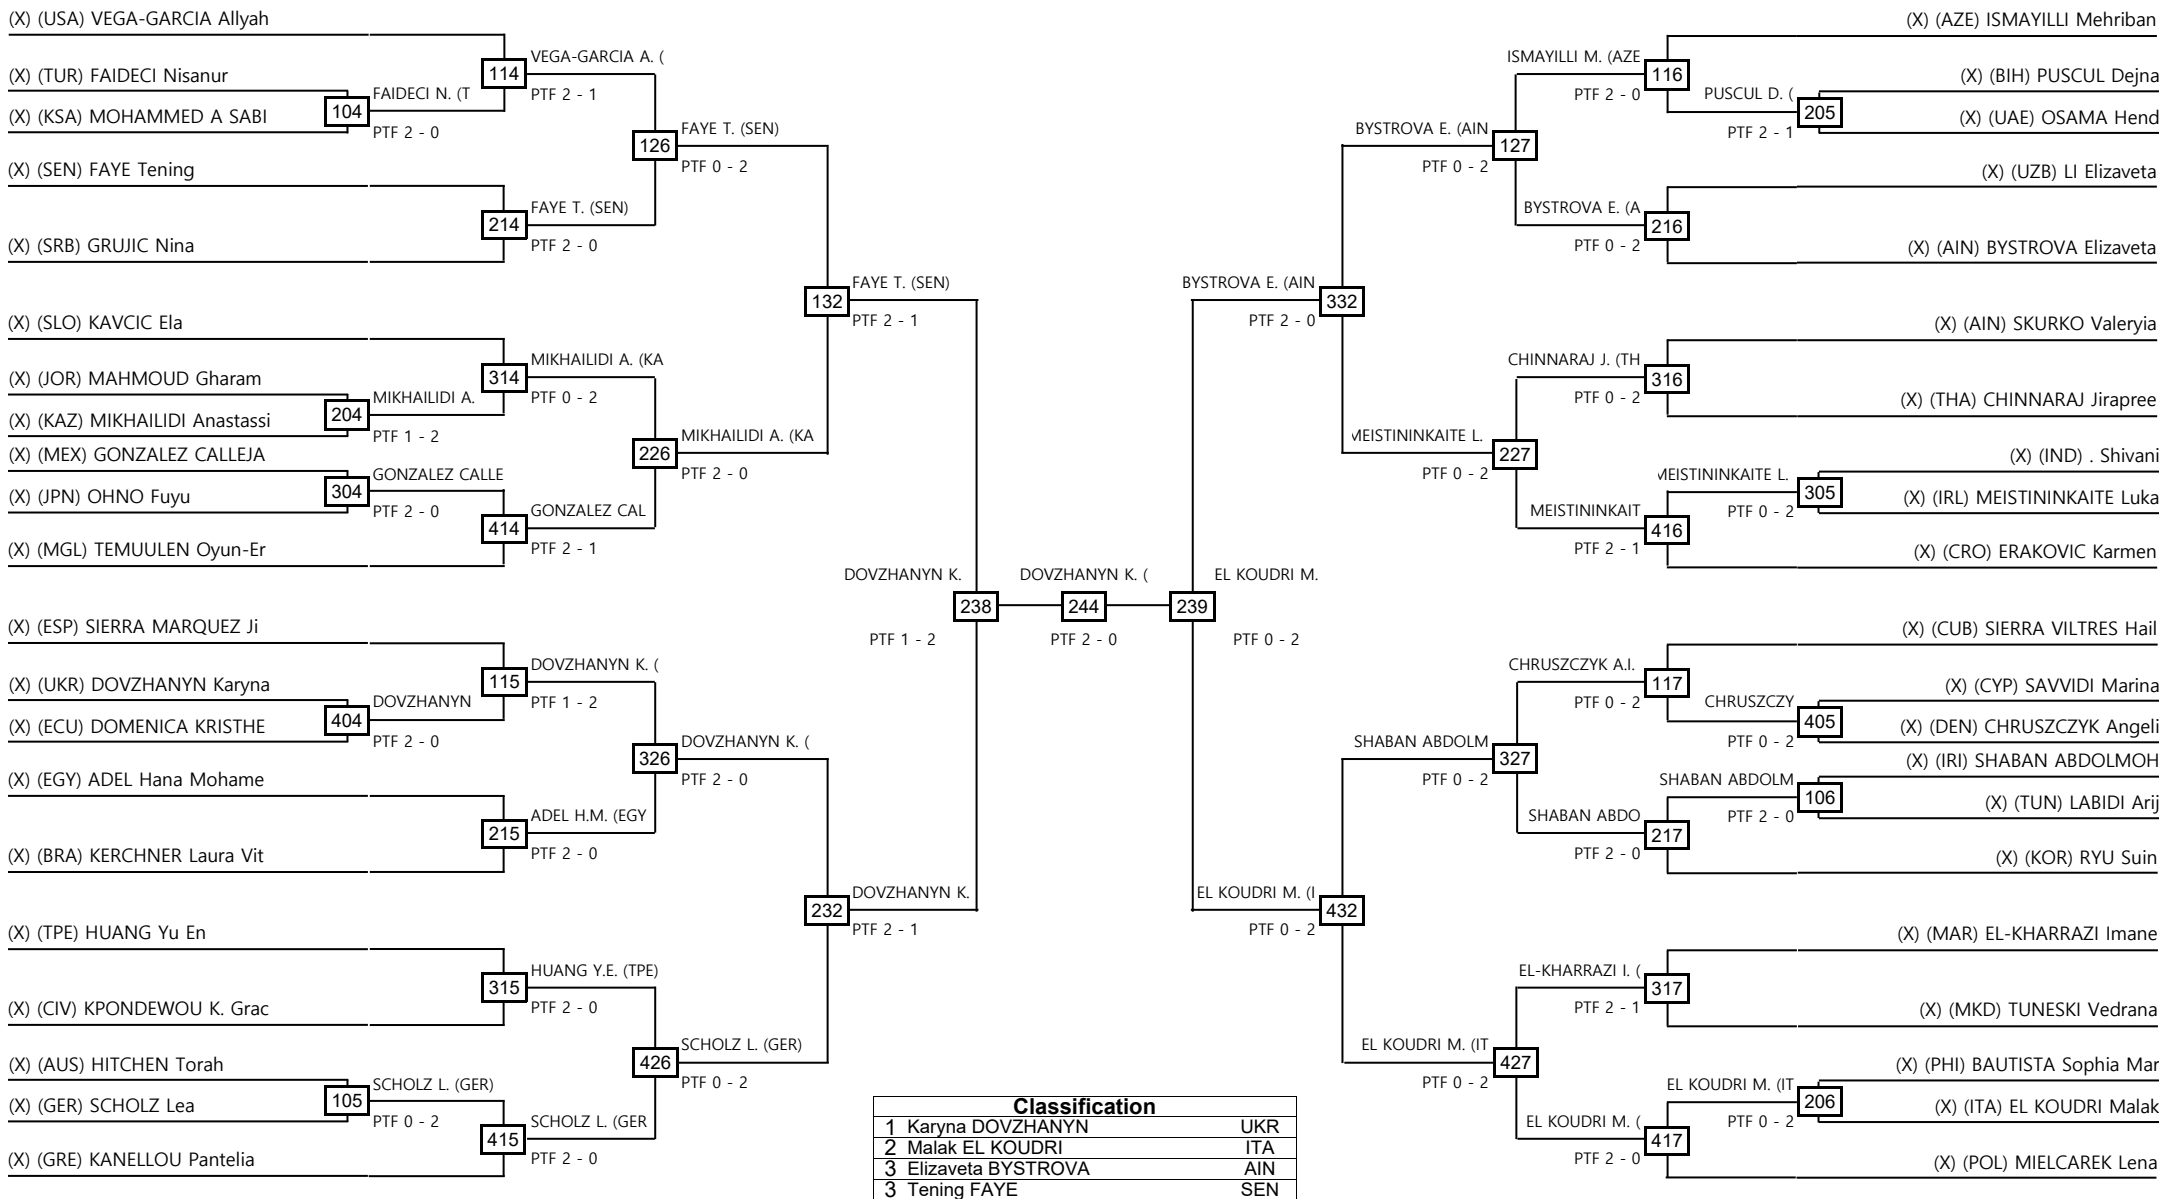 (X) (USA) VEGA-GARCIA Allyah
(X) (TUR) FAIDECI Nisanur
(X) (KSA) MOHAMMED A SABI
(X) (SEN) FAYE Tening
(X) (SRB) GRUJIC Nina
(X) (SLO) KAVCIC Ela
(X) (JOR) MAHMOUD Gharam
(X) (KAZ) MIKHAILIDI Anastassi
(X) (MEX) GONZALEZ CALLEJA
(X) (JPN) OHNO Fuyu
(X) (MGL) TEMUULEN Oyun-Er
(X) (ESP) SIERRA MARQUEZ Ji
(X) (UKR) DOVZHANYN Karyna
(X) (ECU) DOMENICA KRISTHE
(X) (EGY) ADEL Hana Mohame
(X) (BRA) KERCHNER Laura Vit
(X) (TPE) HUANG Yu En
(X) (CIV) KPONDEWOU K. Grac
(X) (AUS) HITCHEN Torah
(X) (GER) SCHOLZ Lea
(X) (GRE) KANELLOU Pantelia
104
FAIDECI N. (T
PTF 2 - 0
204
MIKHAILIDI A.
PTF 1 - 2
304
GONZALEZ CALLE
PTF 2 - 0
404
DOVZHANYN
PTF 2 - 0
105
SCHOLZ L. (GER)
PTF 0 - 2
114
VEGA-GARCIA A. (
PTF 2 - 1
214
FAYE T. (SEN)
PTF 2 - 0
314
MIKHAILIDI A. (KA
PTF 0 - 2
414
GONZALEZ CAL
PTF 2 - 1
115
DOVZHANYN K. (
PTF 1 - 2
215
ADEL H.M. (EGY
PTF 2 - 0
315
HUANG Y.E. (TPE)
PTF 2 - 0
415
SCHOLZ L. (GER
PTF 2 - 0
126
FAYE T. (SEN)
PTF 0 - 2
226
MIKHAILIDI A. (KA
PTF 2 - 0
326
DOVZHANYN K. (
PTF 2 - 0
426
SCHOLZ L. (GER)
PTF 0 - 2
132
FAYE T. (SEN)
PTF 2 - 1
232
DOVZHANYN K.
PTF 2 - 1
DOVZHANYN K.
238
PTF 1 - 2
DOVZHANYN K. (
244
PTF 2 - 0
EL KOUDRI M.
239
PTF 0 - 2
BYSTROVA E. (AIN
332
PTF 2 - 0
EL KOUDRI M. (I
432
PTF 0 - 2
BYSTROVA E. (AIN
127
PTF 0 - 2
MEISTININKAITE L.
227
PTF 0 - 2
SHABAN ABDOLM
327
PTF 0 - 2
EL KOUDRI M. (IT
427
PTF 0 - 2
ISMAYILLI M. (AZE
116
PTF 2 - 0
BYSTROVA E. (A
216
PTF 0 - 2
CHINNARAJ J. (TH
316
PTF 0 - 2
MEISTININKAIT
416
PTF 2 - 1
CHRUSZCZYK A.I.
117
PTF 0 - 2
SHABAN ABDO
217
PTF 2 - 0
EL-KHARRAZI I. (
317
PTF 2 - 1
EL KOUDRI M. (
417
PTF 2 - 0
PUSCUL D. (
205
PTF 2 - 1
MEISTININKAITE L.
305
PTF 0 - 2
CHRUSZCZY
405
PTF 0 - 2
SHABAN ABDOLM
106
PTF 2 - 0
EL KOUDRI M. (IT
206
PTF 0 - 2
(X) (AZE) ISMAYILLI Mehriban
(X) (BIH) PUSCUL Dejna
(X) (UAE) OSAMA Hend
(X) (UZB) LI Elizaveta
(X) (AIN) BYSTROVA Elizaveta
(X) (AIN) SKURKO Valeryia
(X) (THA) CHINNARAJ Jirapree
(X) (IND) . Shivani
(X) (IRL) MEISTININKAITE Luka
(X) (CRO) ERAKOVIC Karmen
(X) (CUB) SIERRA VILTRES Hail
(X) (CYP) SAVVIDI Marina
(X) (DEN) CHRUSZCZYK Angeli
(X) (IRI) SHABAN ABDOLMOH
(X) (TUN) LABIDI Arij
(X) (KOR) RYU Suin
(X) (MAR) EL-KHARRAZI Imane
(X) (MKD) TUNESKI Vedrana
(X) (PHI) BAUTISTA Sophia Mar
(X) (ITA) EL KOUDRI Malak
(X) (POL) MIELCAREK Lena
Classification
1 Karyna DOVZHANYN UKR
2 Malak EL KOUDRI ITA
3 Elizaveta BYSTROVA AIN
3 Tening FAYE SEN